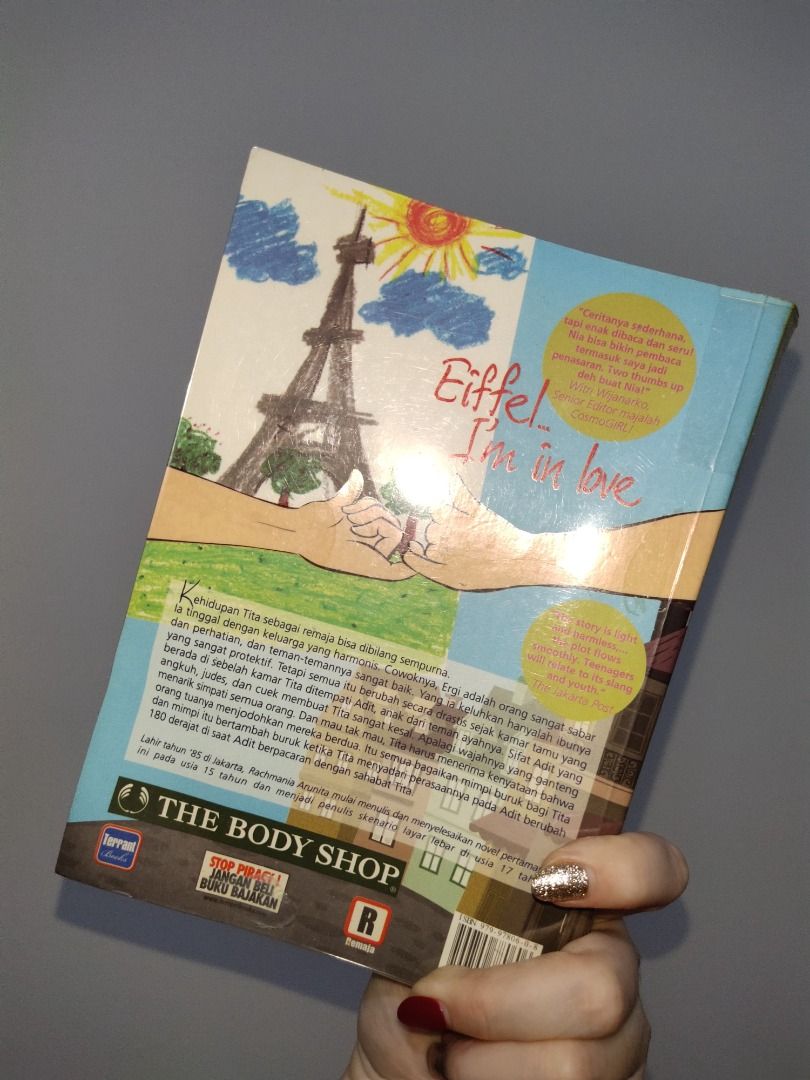 "Ceritanya sederhana,
tapi enak dibaca dan seru!
Nia bisa bikin pembaca
termasuk saya jadi
penasaran. Two thumbs up
deh buat Nia!"
Witri Wijanarko,
Senior Editor majalah
CosmoGIRL!
Eiffel...
I'm in love
"The story is light
and harmless,...
the plot flows
smoothly. Teenagers
will relate to its slang
and youth."
The Jakarta Post
Kehidupan Tita sebagai remaja bisa dibilang sempurna.
Ia tinggal dengan keluarga yang harmonis. Cowoknya, Ergi adalah orang sangat sabar
dan perhatian, dan teman-temannya sangat baik. Yang ia keluhkan hanyalah ibunya
yang sangat protektif. Tetapi semua itu berubah secara drastis sejak kamar tamu yang
berada di sebelah kamar Tita ditempati Adit, anak dari teman ayahnya. Sifat Adit yang
angkuh, judes, dan cuek membuat Tita sangat kesal. Apalagi wajahnya yang ganteng
menarik simpati semua orang. Dan mau tak mau, Tita harus menerima kenyataan bahwa
orang tuanya menjodohkan mereka berdua. Itu semua bagaikan mimpi buruk bagi Tita
dan mimpi itu bertambah buruk ketika Tita menyadari perasaannya pada Adit berubah
180 derajat di saat Adit berpacaran dengan sahabat Tita.
Lahir tahun '85 di Jakarta, Rachmania Arunita mulai menulis dan menyelesaikan novel pertama
ini pada usia 15 tahun dan menjadi penulis skenario layar lebar di usia 17
THE BODY SHOP
®
Terrant
Books
STOP PIRACY!
JANGAN BELI
BUKU BAJAKAN
R
Remaja
ISBN 979-97806-0-8